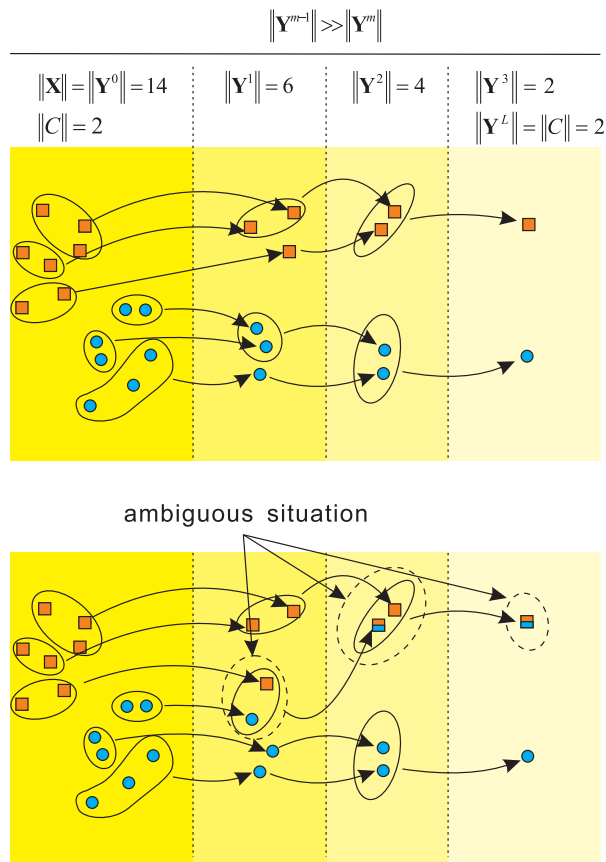 ‖Y^{m-1}‖ >> ‖Y^m‖
‖X‖ = ‖Y^0‖ = 14
‖C‖ = 2
‖Y^1‖ = 6
‖Y^2‖ = 4
‖Y^3‖ = 2
‖Y^L‖ = ‖C‖ = 2
ambiguous situation